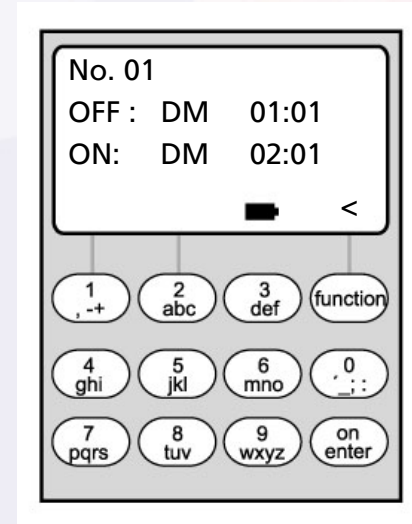 No. 01
OFF : DM 01:01
ON: DM 02:01
<
1 2 3 function
, -+ abc def
4 5 6 0
ghi jkl mno ´_; :
7 8 9 on
pqrs tuv wxyz enter